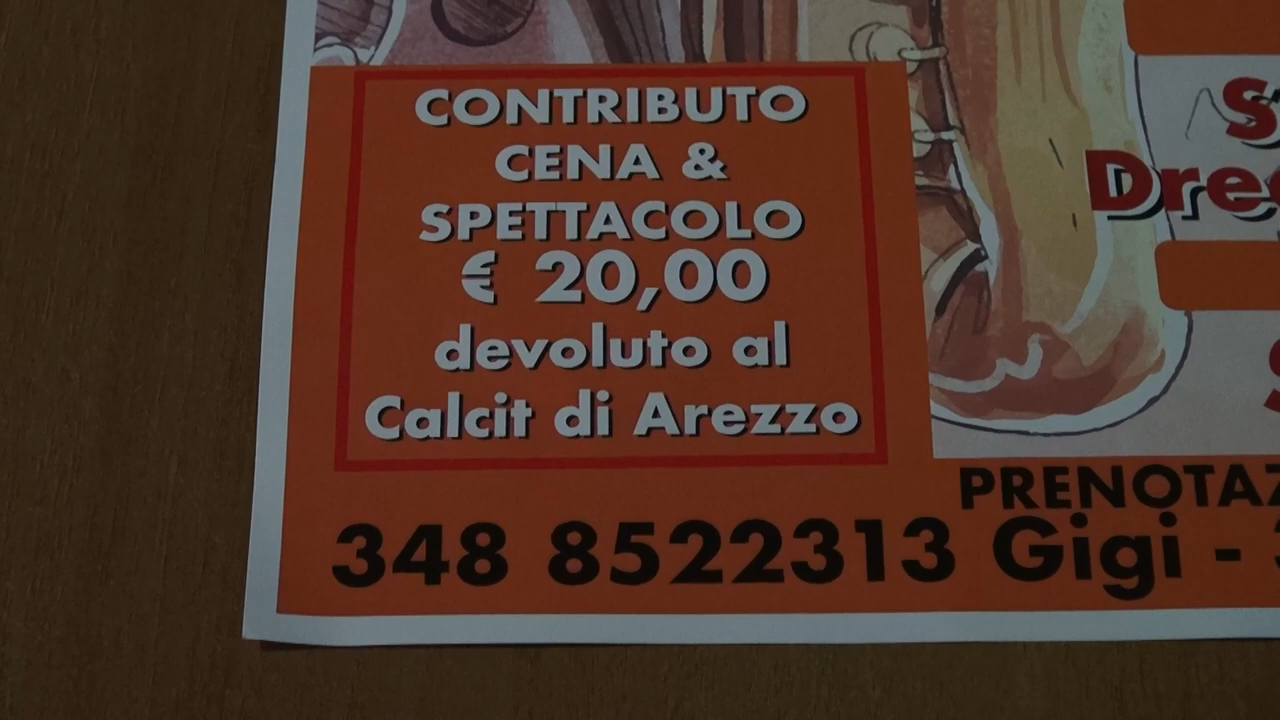 CONTRIBUTO
CENA &
SPETTACOLO
€ 20,00
devoluto al
Calcit di Arezzo
348 8522313 Gigi -